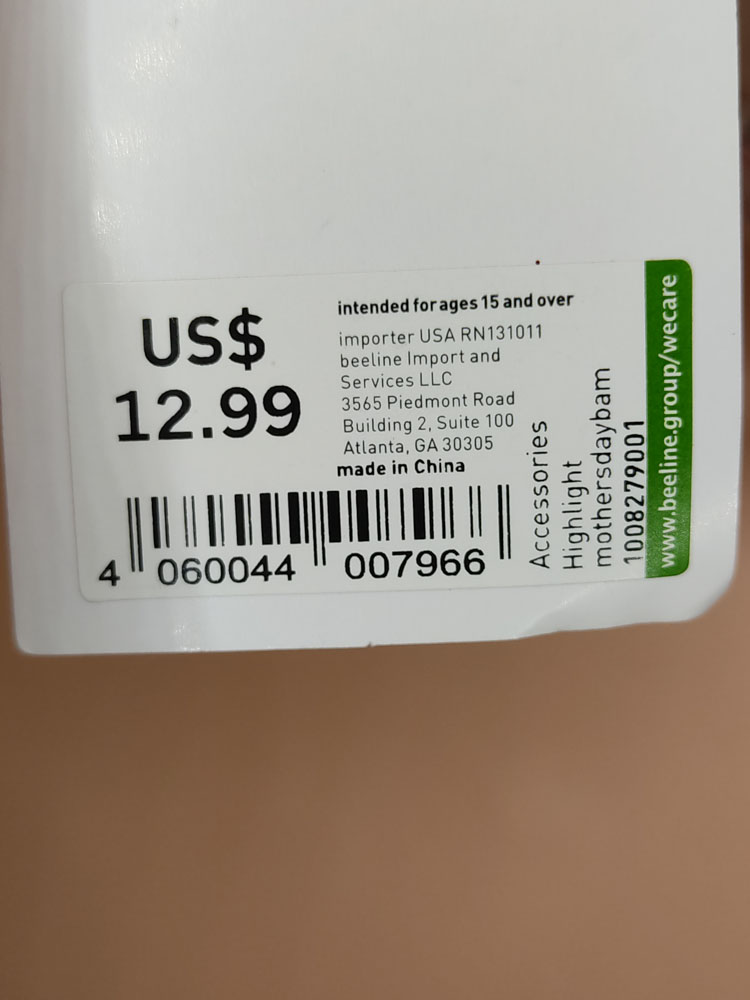 US$
12.99
intended for ages 15 and over
importer USA RN131011
beeline Import and
Services LLC
3565 Piedmont Road
Building 2, Suite 100
Atlanta, GA 30305
made in China
4 060044 007966
Accessories
Highlight
mothersdaybam
1008279001
www.beeline.group/wecare